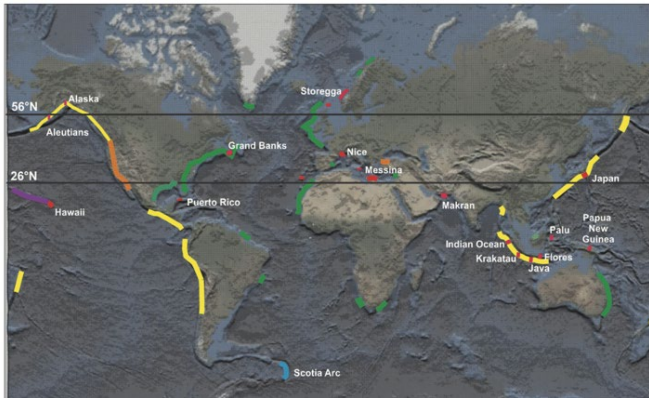 Storegga
Alaska
56°N
Aleutians
Grand Banks
Nice
Messina
26°N
Japan
Puerto Rico
Makran
Hawaii
Papua
New
Guinea
Palu
Indian Ocean
Krakatau
Flores
Java
Scotia Arc